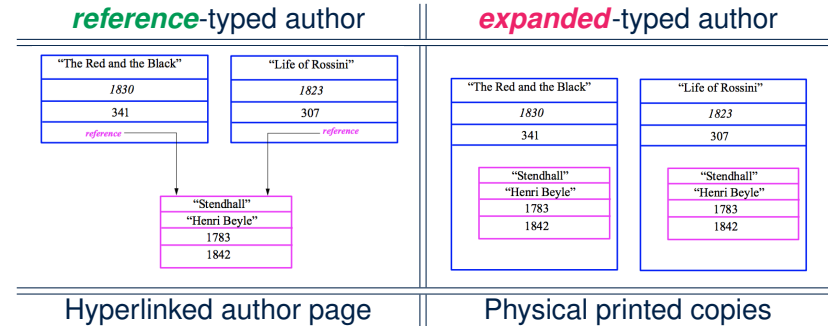 reference-typed author
expanded-typed author
“The Red and the Black”
1830
341
reference
“Life of Rossini”
1823
307
reference
“Stendhall”
“Henri Beyle”
1783
1842
“The Red and the Black”
1830
341
“Stendhall”
“Henri Beyle”
1783
1842
“Life of Rossini”
1823
307
“Stendhall”
“Henri Beyle”
1783
1842
Hyperlinked author page
Physical printed copies